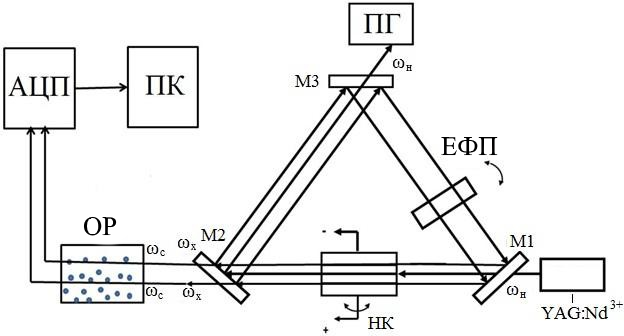 ПГ
ωн
М3
АЦП
ПК
ЕФП
ОР
ωс
ωх
М2
М1
-
ωс
ωх
ωн
+
НК
YAG:Nd3+